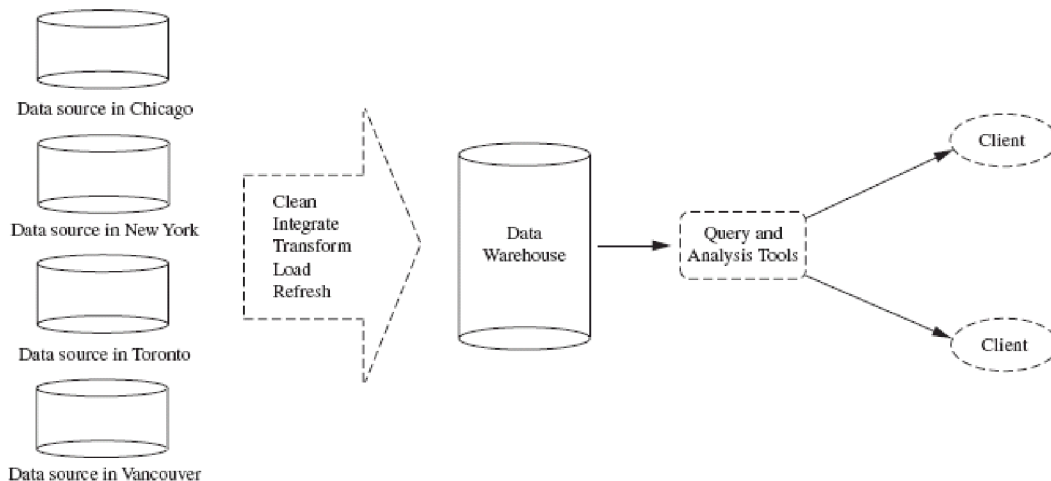 Data source in Chicago
Data source in New York
Data source in Toronto
Data source in Vancouver
Clean
Integrate
Transform
Load
Refresh
Data
Warehouse
Query and
Analysis Tools
Client
Client